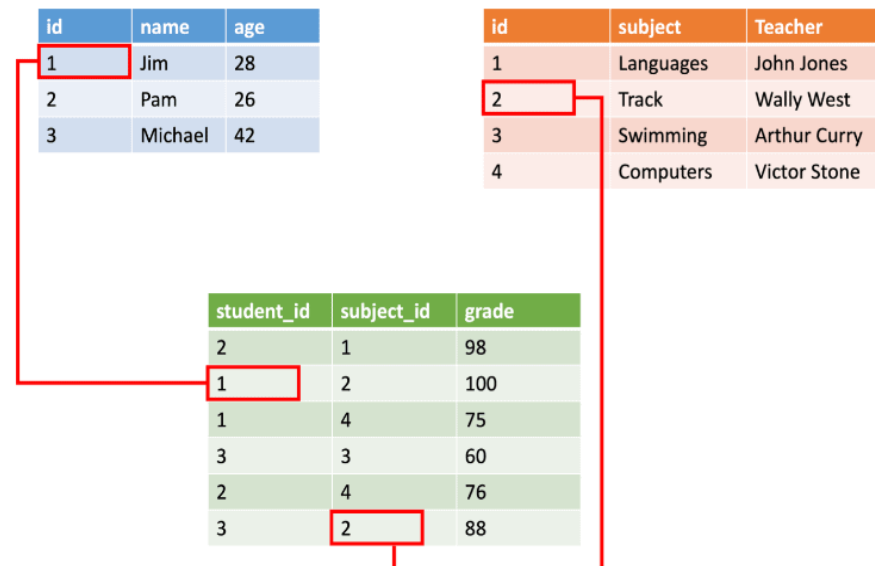 id name age
1 Jim 28
2 Pam 26
3 Michael 42
id subject Teacher
1 Languages John Jones
2 Track Wally West
3 Swimming Arthur Curry
4 Computers Victor Stone
student_id subject_id grade
2 1 98
1 2 100
1 4 75
3 3 60
2 4 76
3 2 88